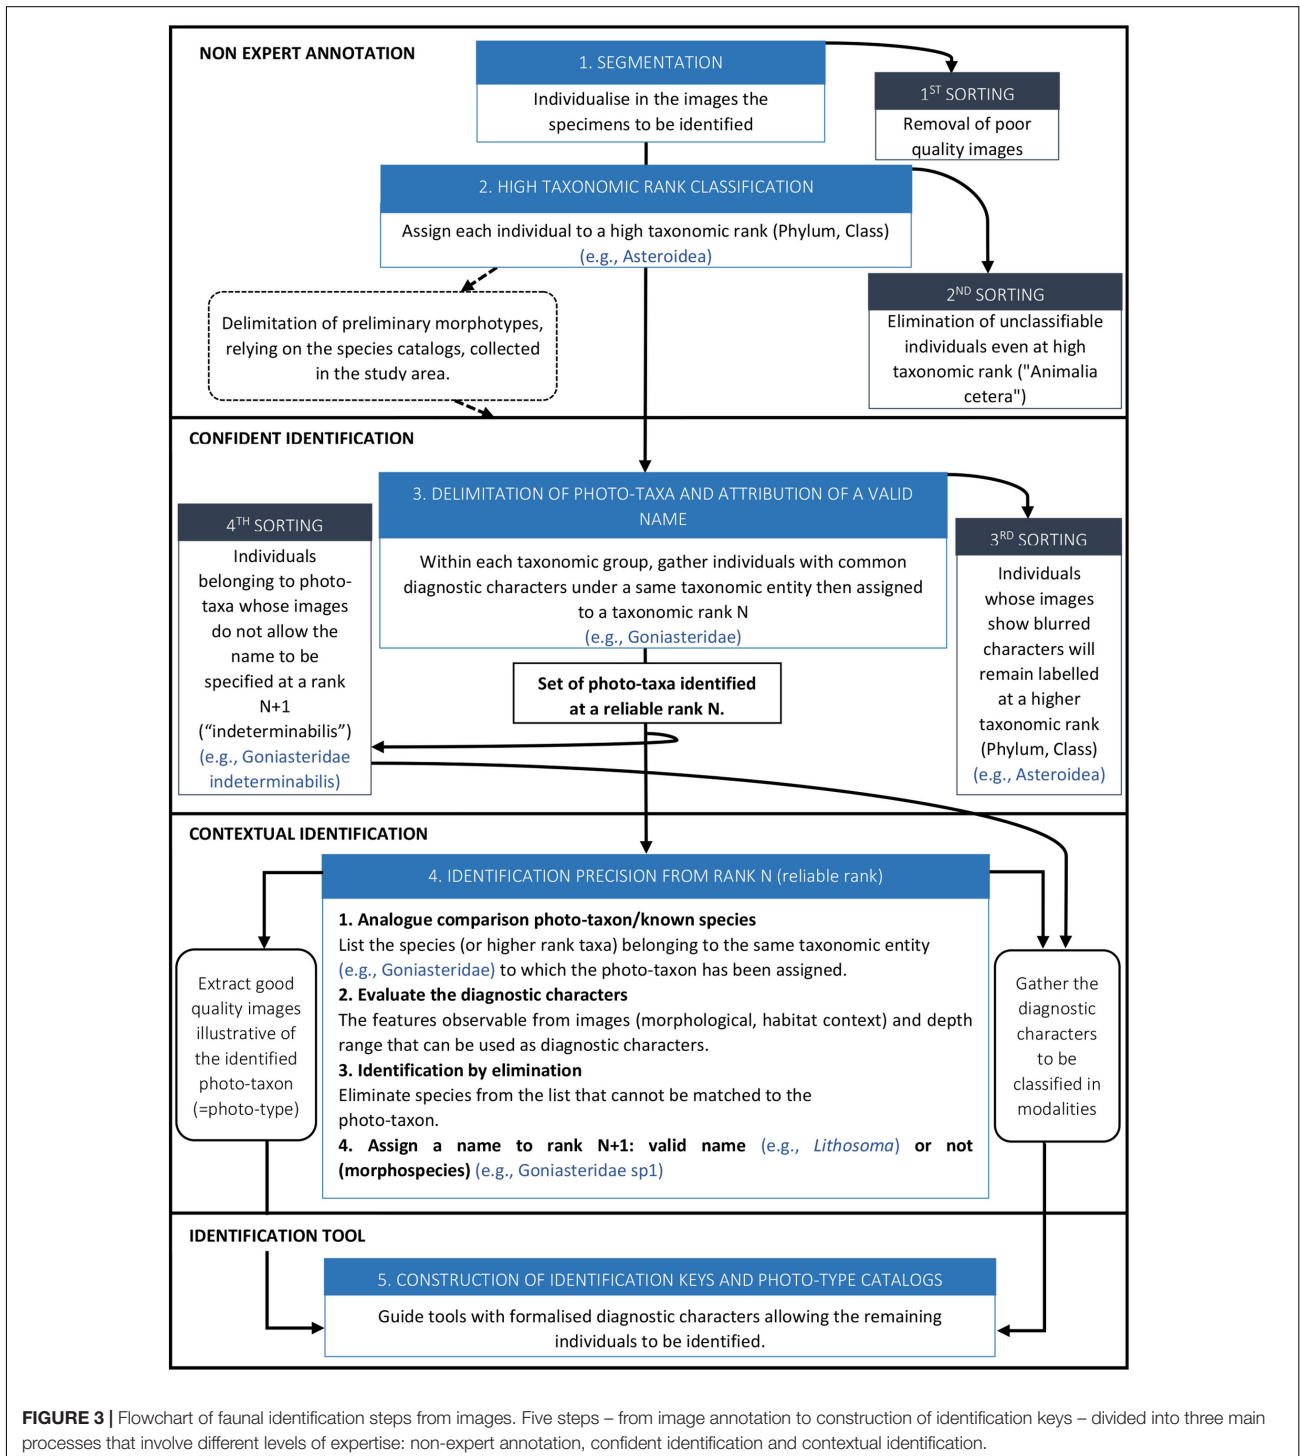 NON EXPERT ANNOTATION
1. SEGMENTATION
Individualise in the images the
specimens to be identified
1ST SORTING
Removal of poor
quality images
2. HIGH TAXONOMIC RANK CLASSIFICATION
Assign each individual to a high taxonomic rank (Phylum, Class)
(e.g., Asteroidea)
2ND SORTING
Elimination of unclassifiable
individuals even at high
taxonomic rank ("Animalia
cetera")
Delimitation of preliminary morphotypes,
relying on the species catalogs, collected
in the study area.
CONFIDENT IDENTIFICATION
3. DELIMITATION OF PHOTO-TAXA AND ATTRIBUTION OF A VALID
NAME
Within each taxonomic group, gather individuals with common
diagnostic characters under a same taxonomic entity then assigned
to a taxonomic rank N
(e.g., Goniasteridae)
3RD SORTING
Individuals
whose images
show blurred
characters will
remain labelled
at a higher
taxonomic rank
(Phylum, Class)
(e.g., Asteroidea)
Set of photo-taxa identified
at a reliable rank N.
4TH SORTING
Individuals
belonging to photo-
taxa whose images
do not allow the
name to be
specified at a rank
N+1
(“indeterminabilis”)
(e.g., Goniasteridae
indeterminabilis)
CONTEXTUAL IDENTIFICATION
4. IDENTIFICATION PRECISION FROM RANK N (reliable rank)
1. Analogue comparison photo-taxon/known species
List the species (or higher rank taxa) belonging to the same taxonomic entity
(e.g., Goniasteridae) to which the photo-taxon has been assigned.
2. Evaluate the diagnostic characters
The features observable from images (morphological, habitat context) and depth
range that can be used as diagnostic characters.
3. Identification by elimination
Eliminate species from the list that cannot be matched to the
photo-taxon.
4. Assign a name to rank N+1: valid name (e.g., Lithosoma) or not
(morphospecies) (e.g., Goniasteridae sp1)
Extract good
quality images
illustrative of
the identified
photo-taxon
(=photo-type)
Gather the
diagnostic
characters
to be
classified in
modalities
IDENTIFICATION TOOL
5. CONSTRUCTION OF IDENTIFICATION KEYS AND PHOTO-TYPE CATALOGS
Guide tools with formalised diagnostic characters allowing the remaining
individuals to be identified.
FIGURE 3 | Flowchart of faunal identification steps from images. Five steps – from image annotation to construction of identification keys – divided into three main
processes that involve different levels of expertise: non-expert annotation, confident identification and contextual identification.